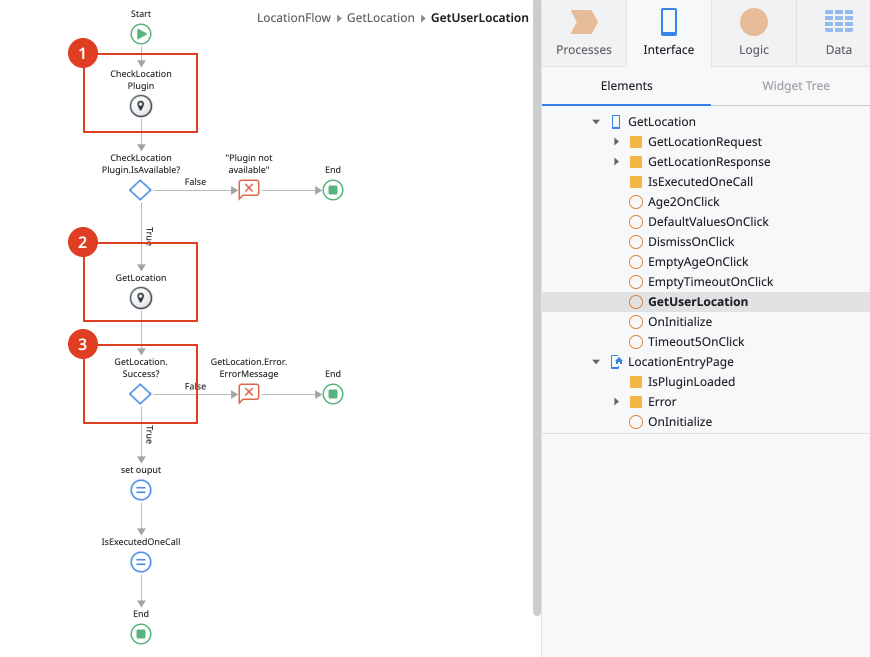 Start
LocationFlow GetLocation GetUserLocation
1
CheckLocation
Plugin
CheckLocation
Plugin.IsAvailable?
"Plugin not
available"
End
False
True
2
GetLocation
3
GetLocation.
Success?
GetLocation.Error.
ErrorMessage
End
False
True
set ouput
IsExecutedOneCall
End
Processes
Interface
Logic
Data
Elements
Widget Tree
GetLocation
GetLocationRequest
GetLocationResponse
IsExecutedOneCall
Age2OnClick
DefaultValuesOnClick
DismissOnClick
EmptyAgeOnClick
EmptyTimeoutOnClick
GetUserLocation
OnInitialize
Timeout5OnClick
LocationEntryPage
IsPluginLoaded
Error
OnInitialize